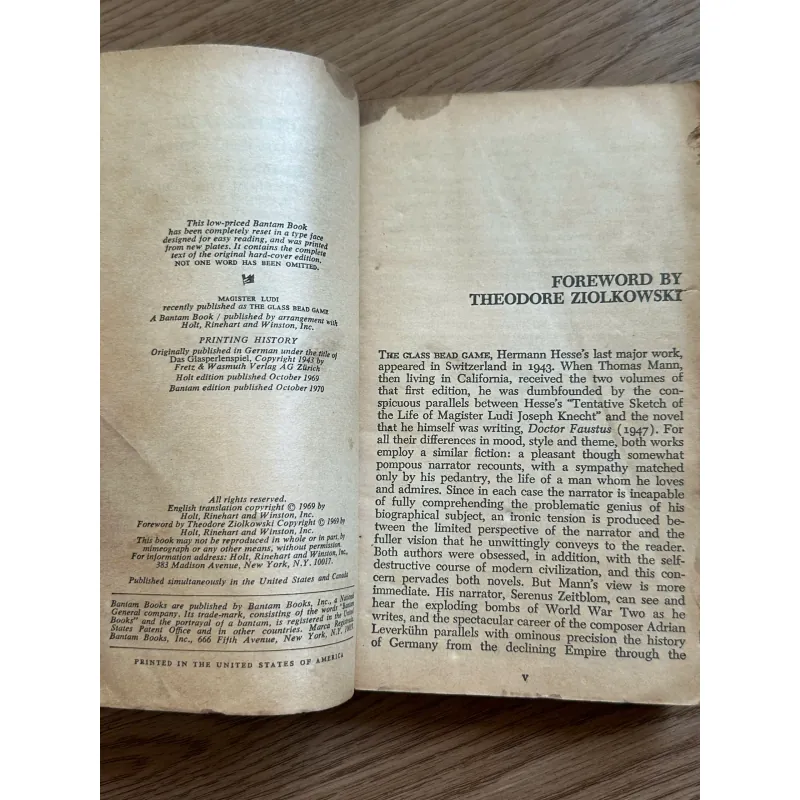 This low-priced Bantam Book
has been completely reset in a type face
designed for easy reading, and was printed
from new plates. It contains the complete
text of the original hard-cover edition.
NOT ONE WORD HAS BEEN OMITTED.
MAGISTER LUDI
recently published as THE GLASS BEAD GAME
A Bantam Book / published by arrangement with
Holt, Rinehart and Winston, Inc.
PRINTING HISTORY
Originally published in German under the title of
Das Glasperlenspiel, Copyright 1943 by
Fretz & Wasmuth Verlag AG Zürich
Holt edition published October 1969
Bantam edition published October 1970
All rights reserved.
English translation copyright © 1969 by
Holt, Rinehart and Winston, Inc.
Foreword by Theodore Ziolkowski Copyright © 1969 by
Holt, Rinehart and Winston, Inc.
This book may not be reproduced in whole or in part, by
mimeograph or any other means, without permission.
For information address: Holt, Rinehart and Winston, Inc.,
383 Madison Avenue, New York, N.Y. 10017.
Published simultaneously in the United States and Canada
Bantam Books are published by Bantam Books, Inc., a National
General company. Its trade-mark, consisting of the words "Bantam
Books" and the portrayal of a bantam, is registered in the United
States Patent Office and in other countries. Marca Registrada.
Bantam Books, Inc., 666 Fifth Avenue, New York, N.Y.
PRINTED IN THE UNITED STATES OF AMERICA
FOREWORD BY
THEODORE ZIOLKOWSKI
THE GLASS BEAD GAME, Hermann Hesse's last major work,
appeared in Switzerland in 1943. When Thomas Mann,
then living in California, received the two volumes of
that first edition, he was dumbfounded by the con-
spicuous parallels between Hesse's "Tentative Sketch of
the Life of Magister Ludi Joseph Knecht" and the novel
that he himself was writing, Doctor Faustus (1947). For
all their differences in mood, style and theme, both works
employ a similar fiction: a pleasant though somewhat
pompous narrator recounts, with a sympathy matched
only by his pedantry, the life of a man whom he loves
and admires. Since in each case the narrator is incapable
of fully comprehending the problematic genius of his
biographical subject, an ironic tension is produced be-
tween the limited perspective of the narrator and the
fuller vision that he unwittingly conveys to the reader.
Both authors were obsessed, in addition, with the self-
destructive course of modern civilization, and this con-
cern pervades both novels. But Mann's view is more
immediate. His narrator, Serenus Zeitblom, can see and
hear the exploding bombs of World War Two as he
writes, and the spectacular career of the composer Adrian
Leverkühn parallels with ominous precision the history
of Germany from the declining Empire through the
v